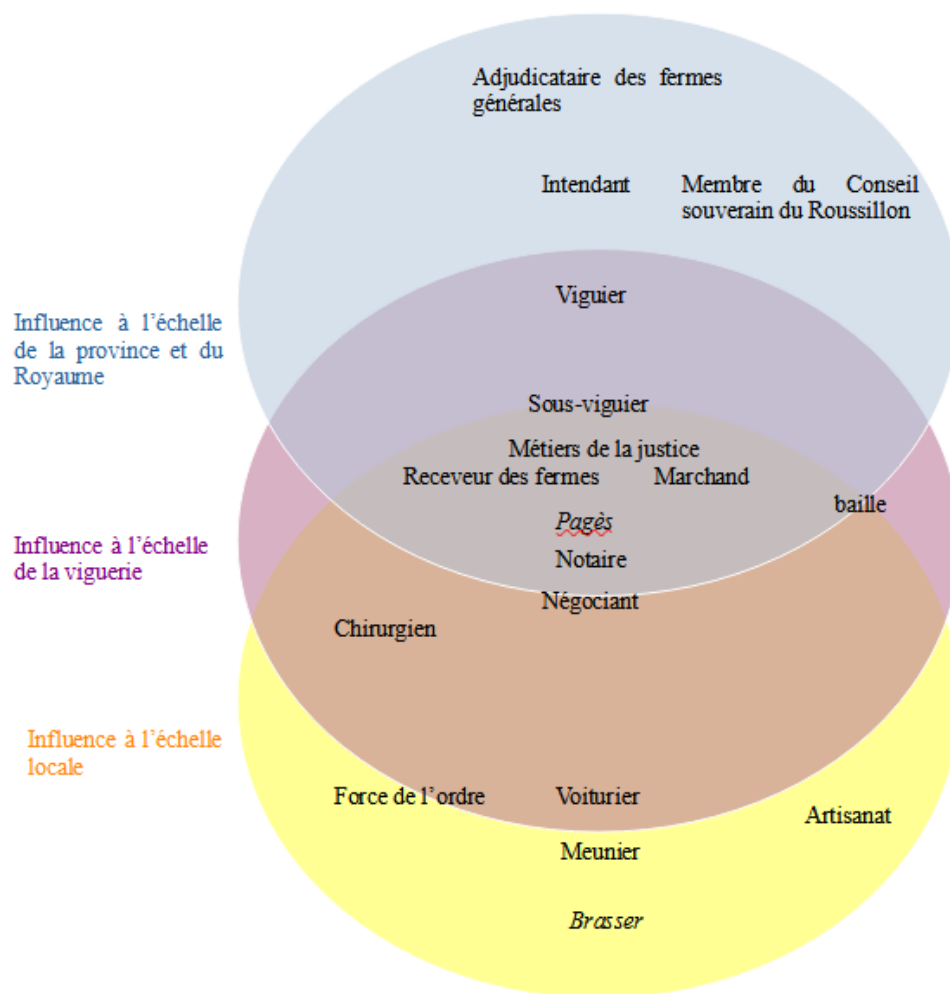 Adjudicataire des fermes
générales
Intendant
Membre du Conseil
souverain du Roussillon
Viguier
Influence à l'échelle
de la province et du
Royaume
Sous-viguier
Métiers de la justice
Receveur des fermes
Marchand
baille
Pagès
Influence à l'échelle
de la viguerie
Notaire
Négociant
Chirurgien
Influence à l'échelle
locale
Force de l'ordre
Voiturier
Artisanat
Meunier
Brasser